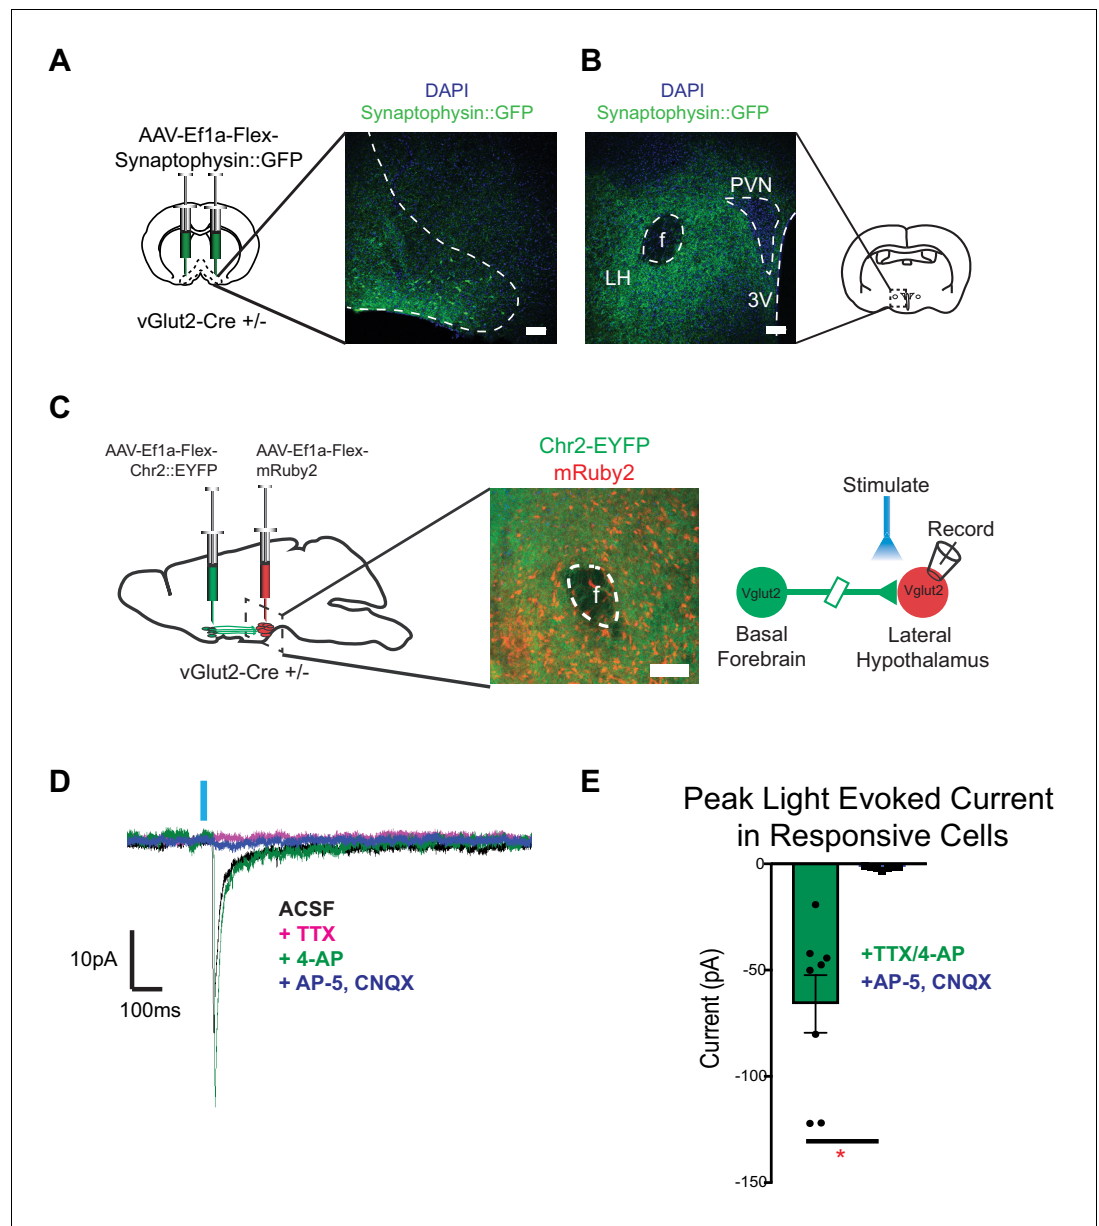 A
DAPI
Synaptophysin::GFP
AAV-Ef1a-Flex-
Synaptophysin::GFP
vGlut2-Cre +/-
B
DAPI
Synaptophysin::GFP
PVN
f
LH
3V
C
AAV-Ef1a-Flex-
Chr2::EYFP
AAV-Ef1a-Flex-
mRuby2
vGlut2-Cre +/-
Chr2-EYFP
mRuby2
f
Stimulate
Record
Vglut2
Vglut2
Basal
Forebrain
Lateral
Hypothalamus
D
ACSF
+ TTX
+ 4-AP
+ AP-5, CNQX
10pA
100ms
E
Peak Light Evoked Current
in Responsive Cells
0
-50
-100
-150
Current (pA)
+TTX/4-AP
+AP-5, CNQX
*